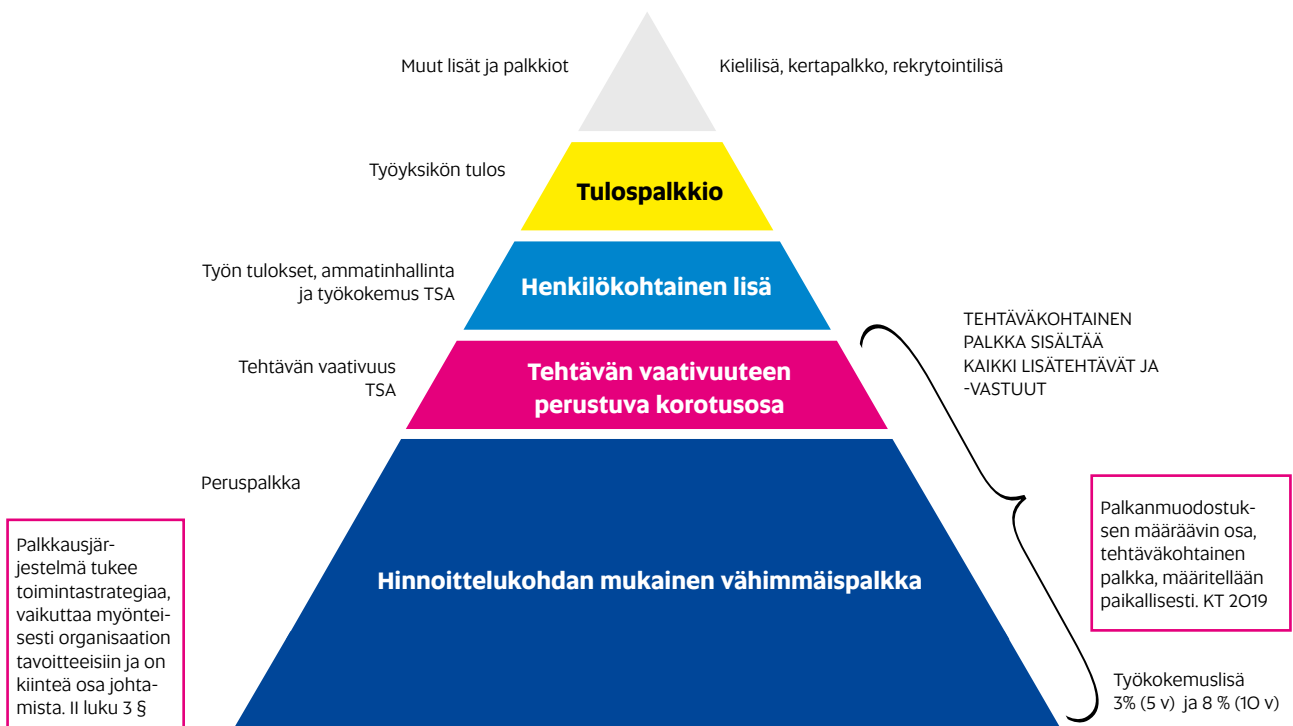 Muut lisät ja palkkiot
Kielilisä, kertapalkko, rekrytointilisä
Työyksikön tulos
Tulospalkkio
Työn tulokset, ammatinhallinta
ja työkokemus TSA
Henkilökohtainen lisä
TEHTÄVÄKOHTAINEN
PALKKA SISÄLTÄÄ
KAIKKI LISÄTEHTÄVÄT JA
-VASTUUT
Tehtävän vaativuus
TSA
Tehtävän vaativuuteen
perustuva korotusosa
Peruspalkka
Hinnoittelukohdan mukainen vähimmäispalkka
Palkkausjär-
jestelmä tukee
toimintastrategiaa,
vaikuttaa myöntei-
sesti organisaation
tavoitteisiin ja on
kiinteä osa johta-
mista. II luku 3 §
Palkanmuodostuk-
sen määräävin osa,
tehtäväkohtainen
palkka, määritellään
paikallisesti. KT 2019
Työkokemuslisä
3% (5 v) ja 8 % (10 v)